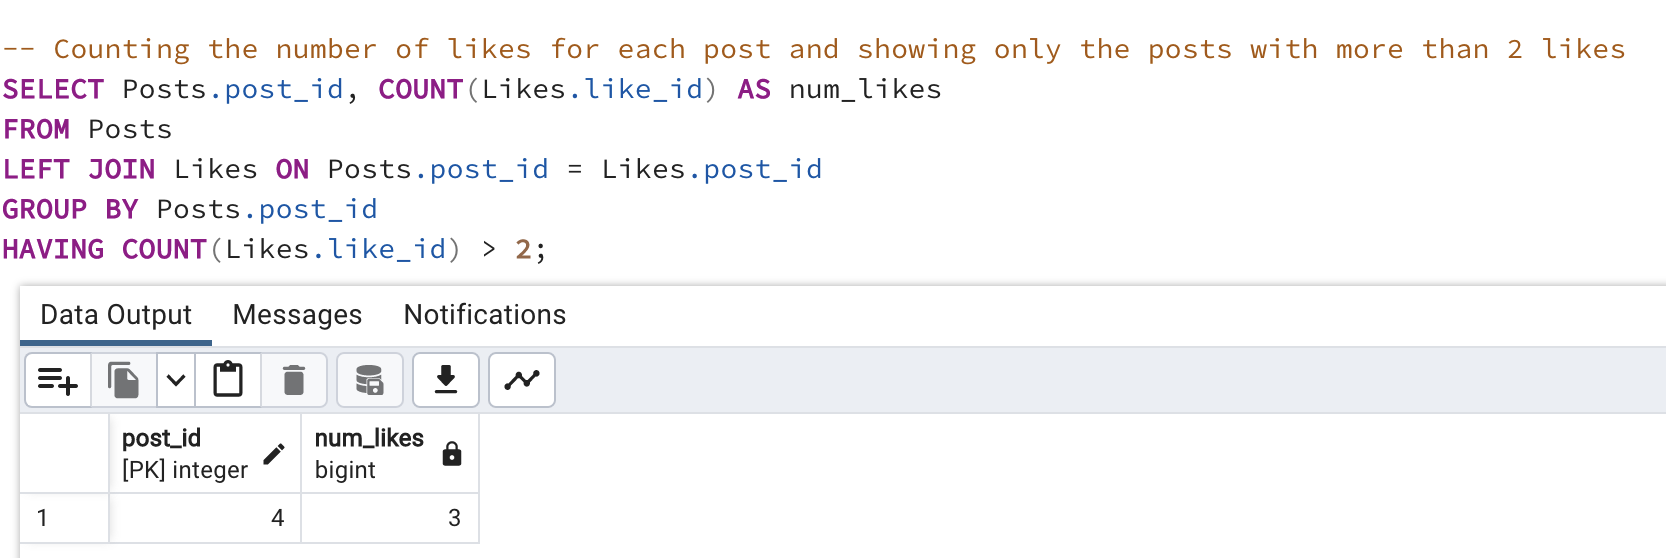 -- Counting the number of likes for each post and showing only the posts with more than 2 likes
SELECT Posts.post_id, COUNT(Likes.like_id) AS num_likes
FROM Posts
LEFT JOIN Likes ON Posts.post_id = Likes.post_id
GROUP BY Posts.post_id
HAVING COUNT(Likes.like_id) > 2;
Data Output Messages Notifications
post_id num_likes
[PK] integer bigint
1 4 3